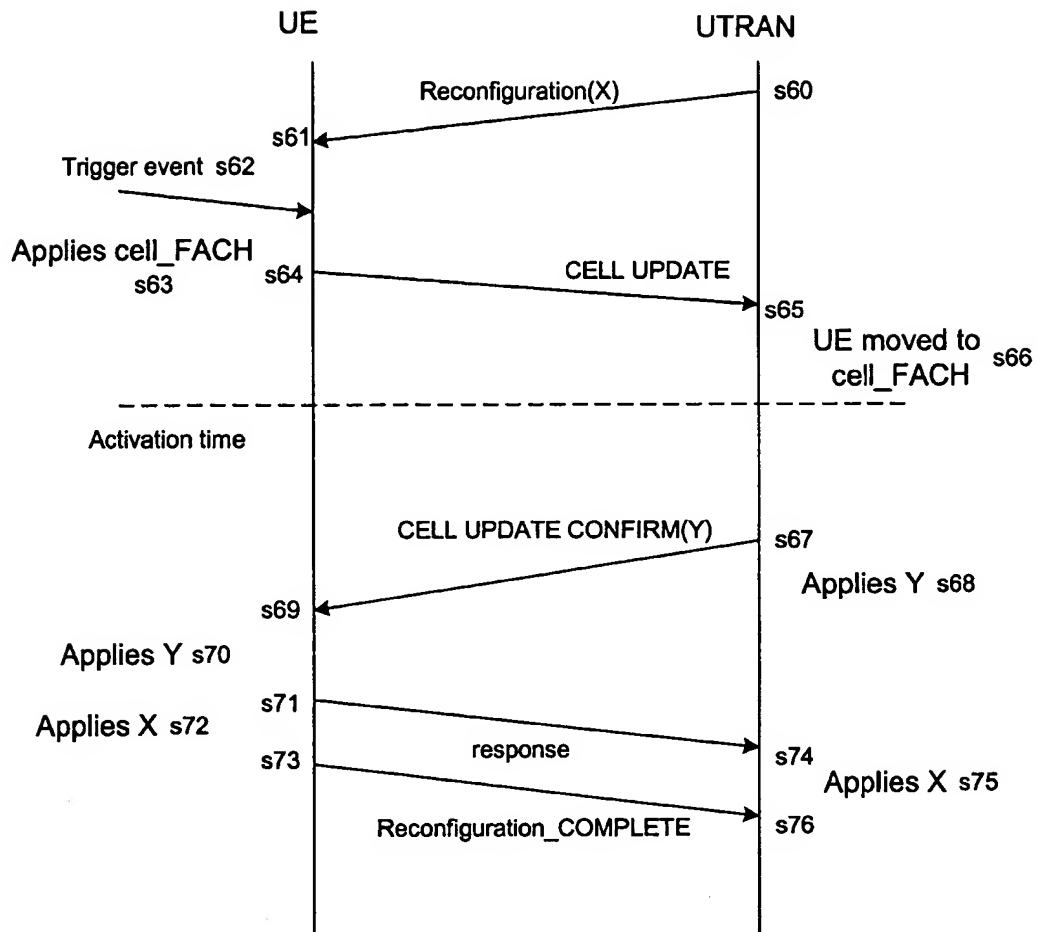 UE
UTRAN
Reconfiguration(X)
s60
s61
Trigger event s62
Applies cell_FACH
s63
s64
CELL UPDATE
s65
UE moved to
cell_FACH
s66
Activation time
CELL UPDATE CONFIRM(Y)
s67
Applies Y s68
s69
Applies Y s70
s71
Applies X s72
response
s73
s74
Applies X s75
Reconfiguration_COMPLETE
s76